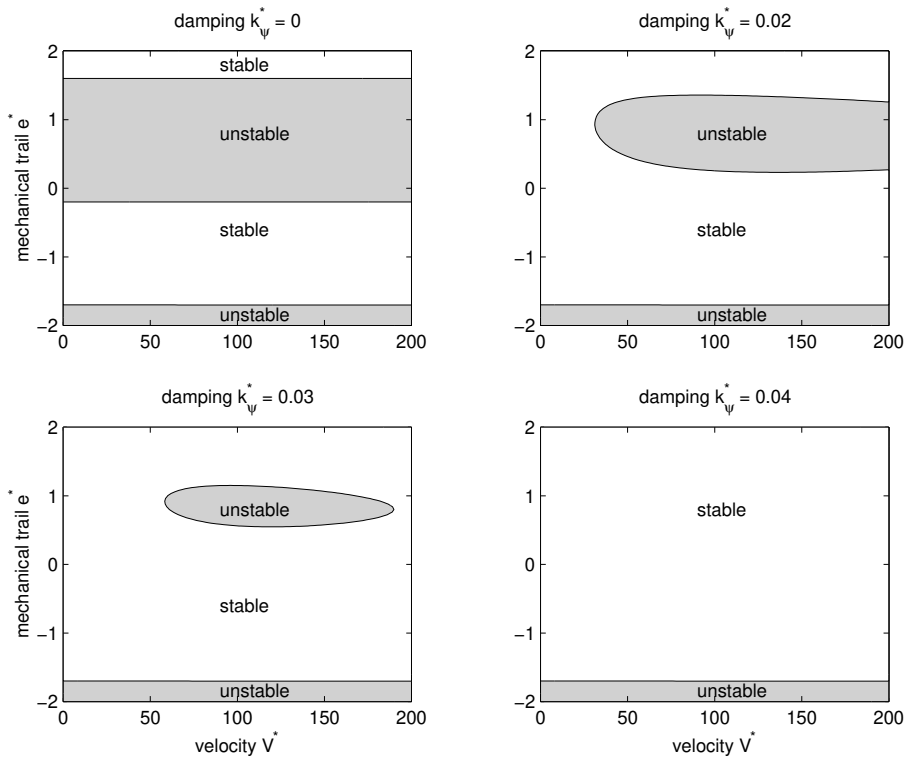 damping k*ψ = 0
2
1
0
−1
−2
mechanical trail e*
stable
unstable
stable
unstable
0 50 100 150 200
damping k*ψ = 0.02
2
1
0
−1
−2
unstable
stable
unstable
0 50 100 150 200
damping k*ψ = 0.03
2
1
0
−1
−2
mechanical trail e*
unstable
stable
unstable
0 50 100 150 200
velocity V*
damping k*ψ = 0.04
2
1
0
−1
−2
stable
unstable
0 50 100 150 200
velocity V*